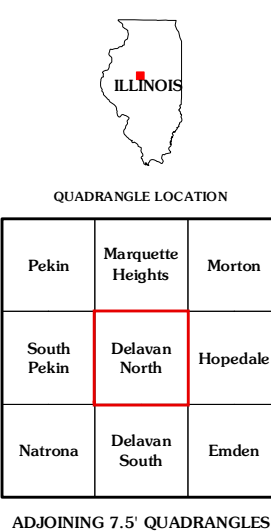 ILLINOIS
QUADRANGLE LOCATION
Pekin
Marquette
Heights
Morton
South
Pekin
Delavan
North
Hopedale
Natrona
Delavan
South
Emden
ADJOINING 7.5' QUADRANGLES